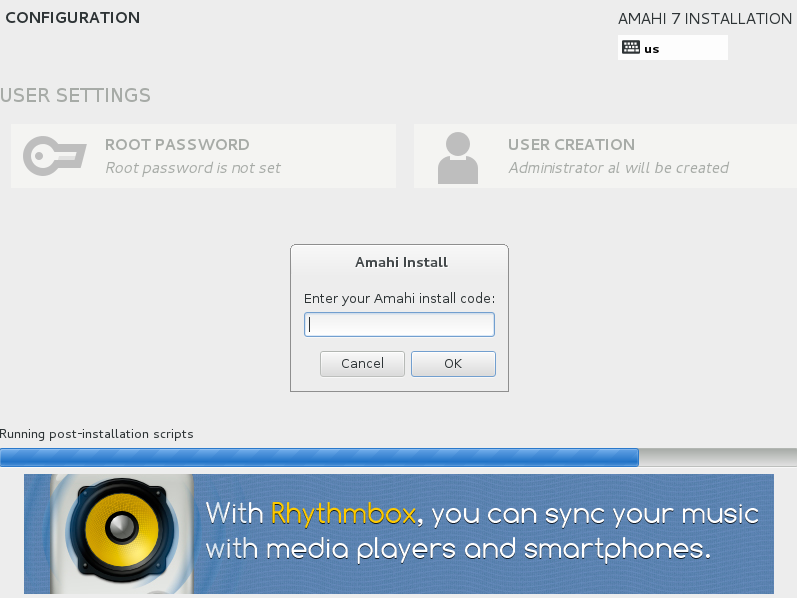 CONFIGURATION
AMAHI 7 INSTALLATION
us
USER SETTINGS
ROOT PASSWORD
Root password is not set
USER CREATION
Administrator al will be created
Amahi Install
Enter your Amahi install code:
Cancel
OK
Running post-installation scripts
With Rhythmbox, you can sync your music
with media players and smartphones.